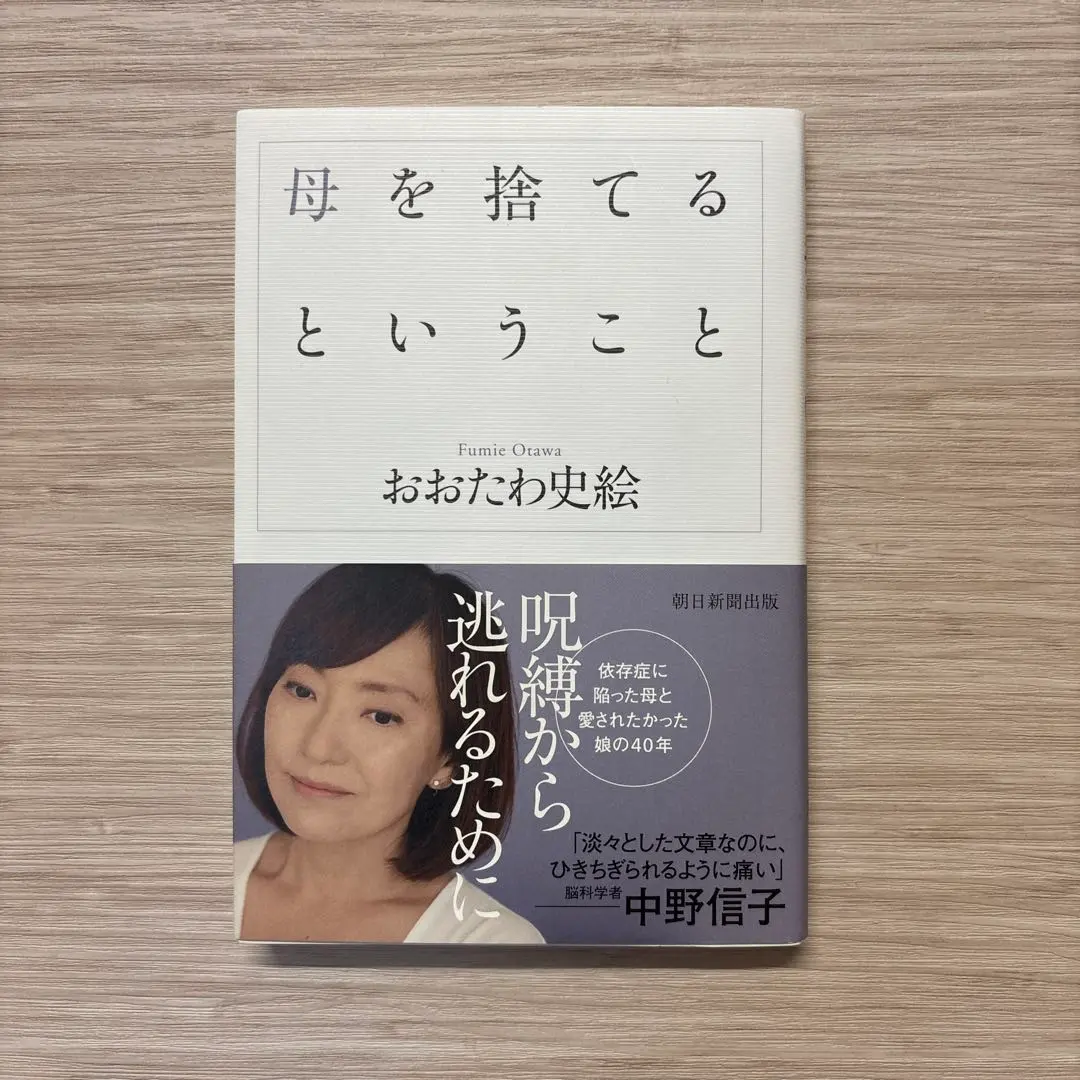 母を捨てる
ということ
Fumie Otawa
おおたわ史絵
朝日新聞出版
呪縛から
逃れるために
依存症に
陥った母と
愛されたかった
娘の40年
「淡々とした文章なのに、
ひきちぎられるように痛い」
脳科学者 中野信子